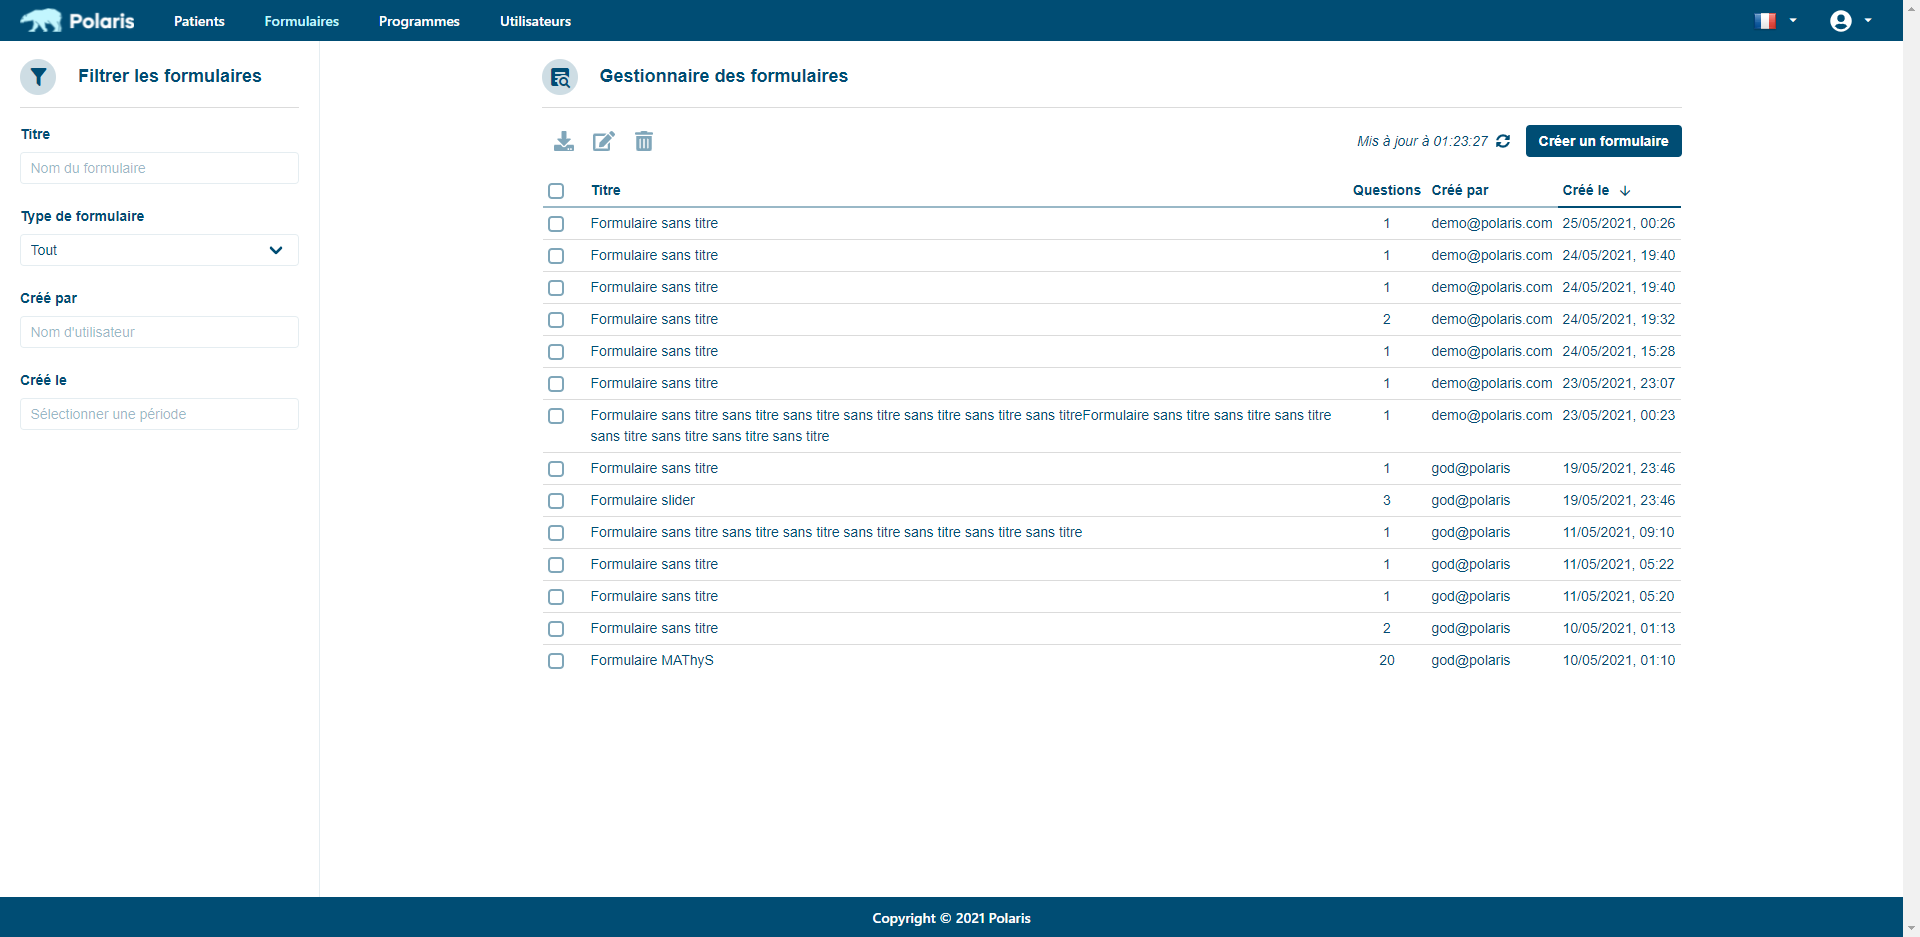 Polaris Patients Formulaires Programmes Utilisateurs
Filtrer les formulaires
Titre
Nom du formulaire
Type de formulaire
Tout
Créé par
Nom d'utilisateur
Créé le
Sélectionner une période
Gestionnaire des formulaires
Mis à jour à 01:23:27 Créer un formulaire
Titre Questions Créé par Créé le
Formulaire sans titre 1 demo@polaris.com 25/05/2021, 00:26
Formulaire sans titre 1 demo@polaris.com 24/05/2021, 19:40
Formulaire sans titre 1 demo@polaris.com 24/05/2021, 19:40
Formulaire sans titre 2 demo@polaris.com 24/05/2021, 19:32
Formulaire sans titre 1 demo@polaris.com 24/05/2021, 15:28
Formulaire sans titre 1 demo@polaris.com 23/05/2021, 23:07
Formulaire sans titre sans titre sans titre sans titre sans titre sans titre sans titreFormulaire sans titre sans titre sans titre 1 demo@polaris.com 23/05/2021, 00:23
sans titre sans titre sans titre sans titre
Formulaire sans titre 1 god@polaris 19/05/2021, 23:46
Formulaire slider 3 god@polaris 19/05/2021, 23:46
Formulaire sans titre sans titre sans titre sans titre sans titre sans titre sans titre 1 god@polaris 11/05/2021, 09:10
Formulaire sans titre 1 god@polaris 11/05/2021, 05:22
Formulaire sans titre 1 god@polaris 11/05/2021, 05:20
Formulaire sans titre 2 god@polaris 10/05/2021, 01:13
Formulaire MAThyS 20 god@polaris 10/05/2021, 01:10
Copyright © 2021 Polaris